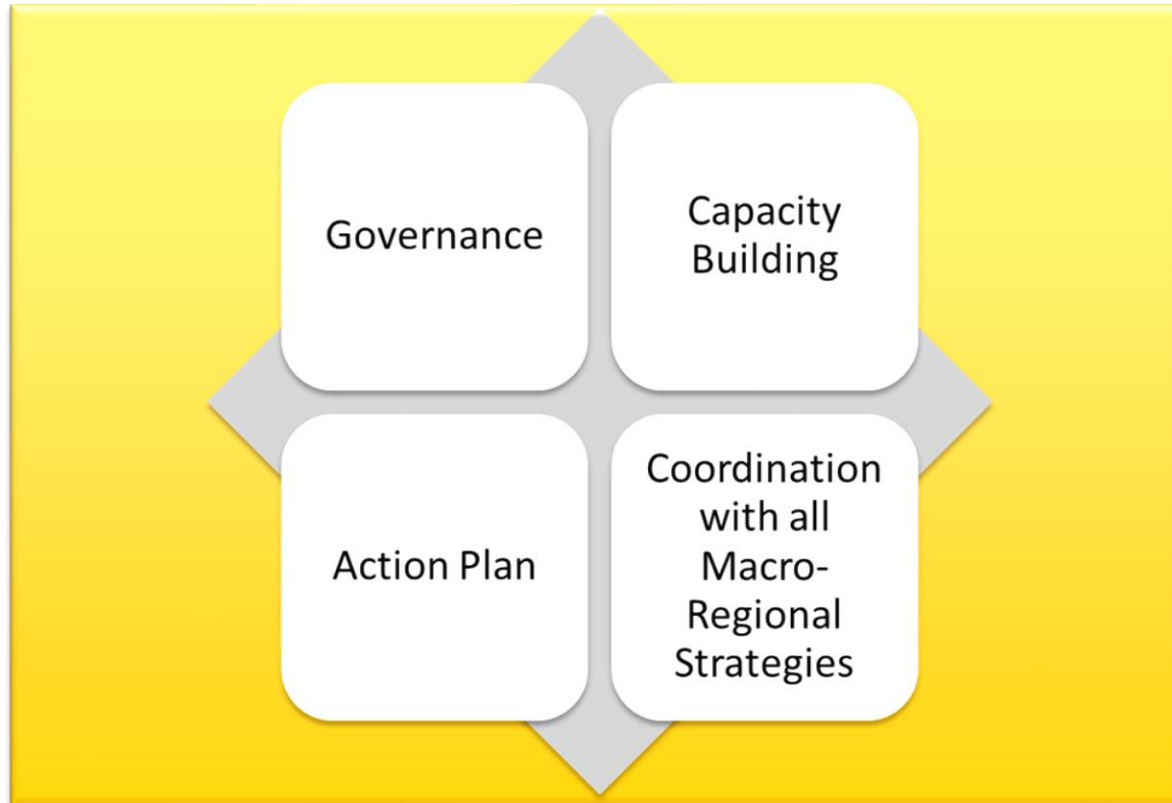 Governance
Capacity
Building
Action Plan
Coordination
with all
Macro-
Regional
Strategies